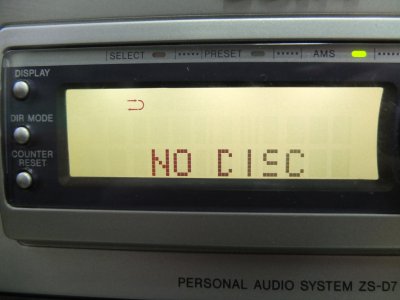 SELECT PRESET AMS
DISPLAY
DIR MODE
COUNTER
RESET
NO DISC
PERSONAL AUDIO SYSTEM ZS-D7